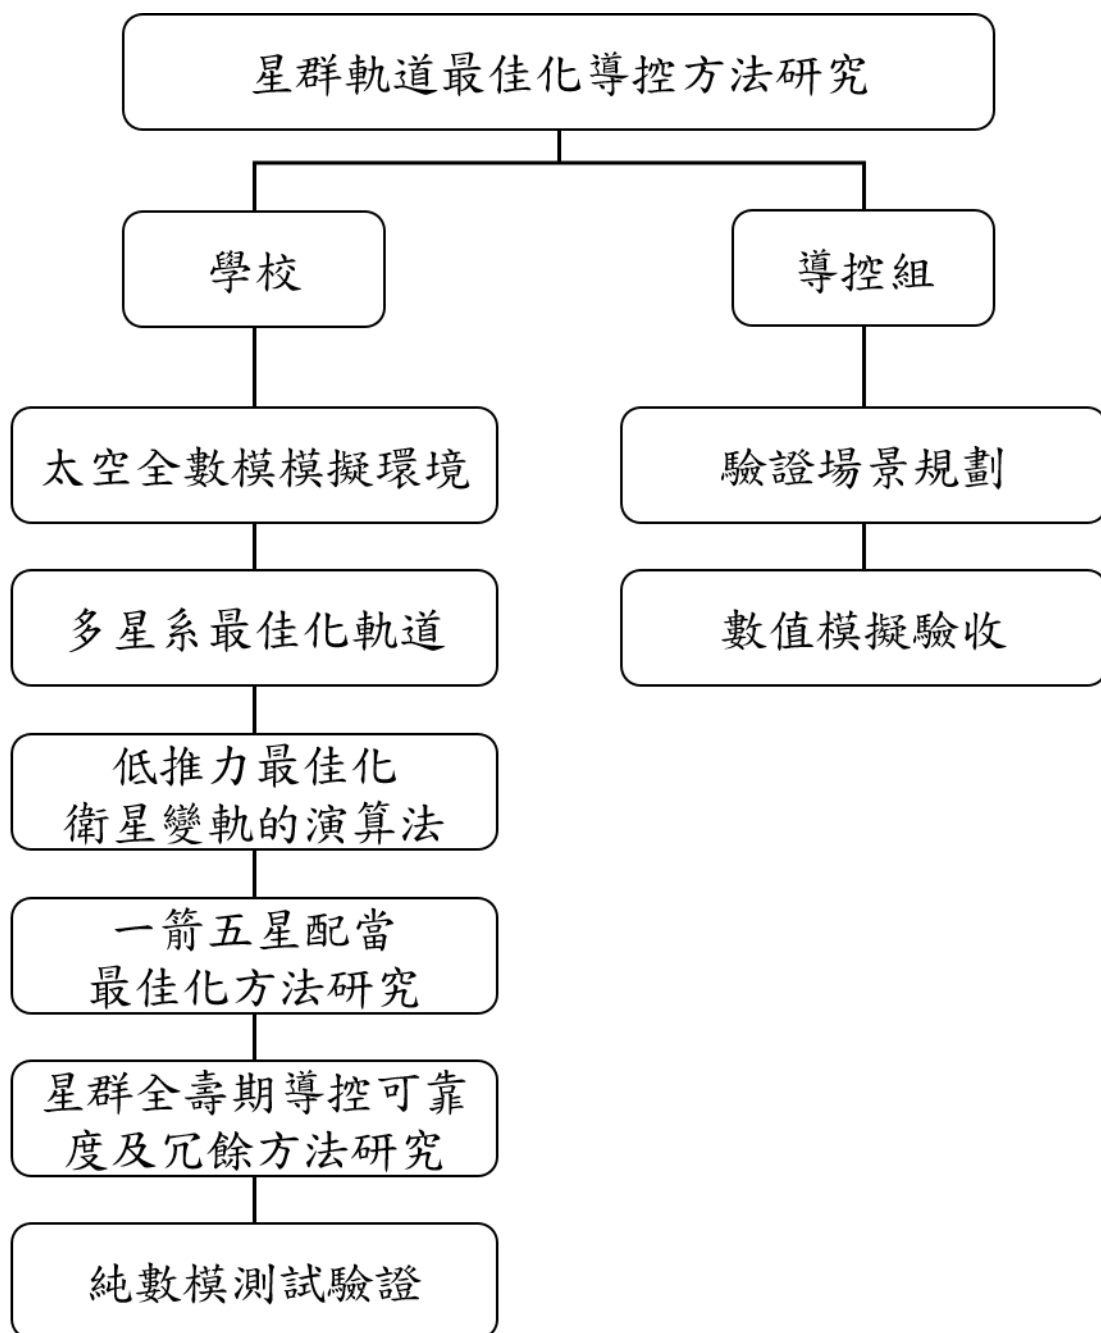 星群軌道最佳化導控方法研究
學校
導控組
太空全數模模擬環境
驗證場景規劃
多星系最佳化軌道
數值模擬驗收
低推力最佳化
衛星變軌的演算法
一箭五星配當
最佳化方法研究
星群全壽期導控可靠
度及冗餘方法研究
純數模測試驗證